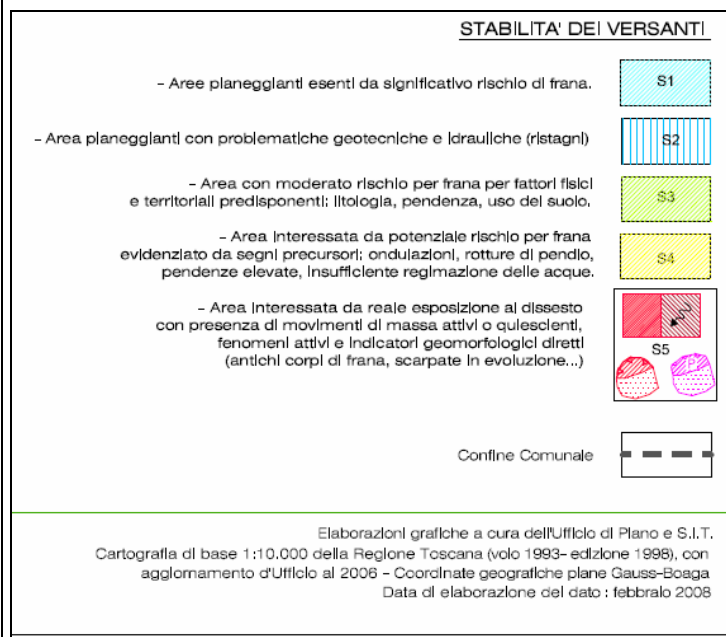 STABILITA' DEI VERSANTI
- Aree pianeggianti esenti da significativo rischio di frana.
S1
- Area pianeggianti con problematiche geotecniche e idrauliche (ristagni)
S2
- Area con moderato rischio per frana per fattori fisici
e territoriali predisponenti: litologia, pendenza, uso del suolo.
S3
- Area interessata da potenziale rischio per frana
evidenziato da segni precursori: ondulazioni, rotture di pendio,
pendenze elevate, insufficiente regimazione delle acque.
S4
- Area interessata da reale esposizione al dissesto
con presenza di movimenti di massa attivi o quiescienti,
fenomeni attivi e indicatori geomorfologici diretti
(antichi corpi di frana, scarpate in evoluzione...)
S5
Confine Comunale
Elaborazioni grafiche a cura dell'Ufficio di Piano e S.I.T.
Cartografia di base 1:10.000 della Regione Toscana (volo 1993- edizione 1998), con
aggiornamento d'Ufficio al 2006 - Coordinate geografiche piane Gauss-Boaga
Data di elaborazione del dato : febbraio 2008